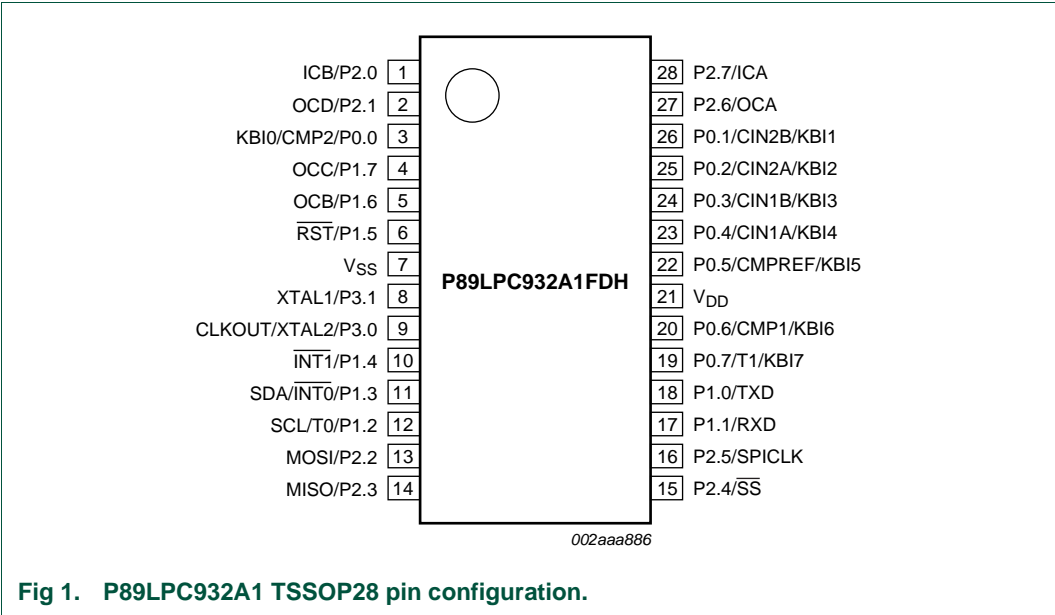 ICB/P2.0 1
OCD/P2.1 2
KBI0/CMP2/P0.0 3
OCC/P1.7 4
OCB/P1.6 5
R̅S̅T̅/P1.5 6
VSS 7
XTAL1/P3.1 8
CLKOUT/XTAL2/P3.0 9
I̅N̅T̅1̅/P1.4 10
SDA/I̅N̅T̅0̅/P1.3 11
SCL/T0/P1.2 12
MOSI/P2.2 13
MISO/P2.3 14
P89LPC932A1FDH
28 P2.7/ICA
27 P2.6/OCA
26 P0.1/CIN2B/KBI1
25 P0.2/CIN2A/KBI2
24 P0.3/CIN1B/KBI3
23 P0.4/CIN1A/KBI4
22 P0.5/CMPREF/KBI5
21 VDD
20 P0.6/CMP1/KBI6
19 P0.7/T1/KBI7
18 P1.0/TXD
17 P1.1/RXD
16 P2.5/SPICLK
15 P2.4/S̅S̅
002aaa886
Fig 1. P89LPC932A1 TSSOP28 pin configuration.